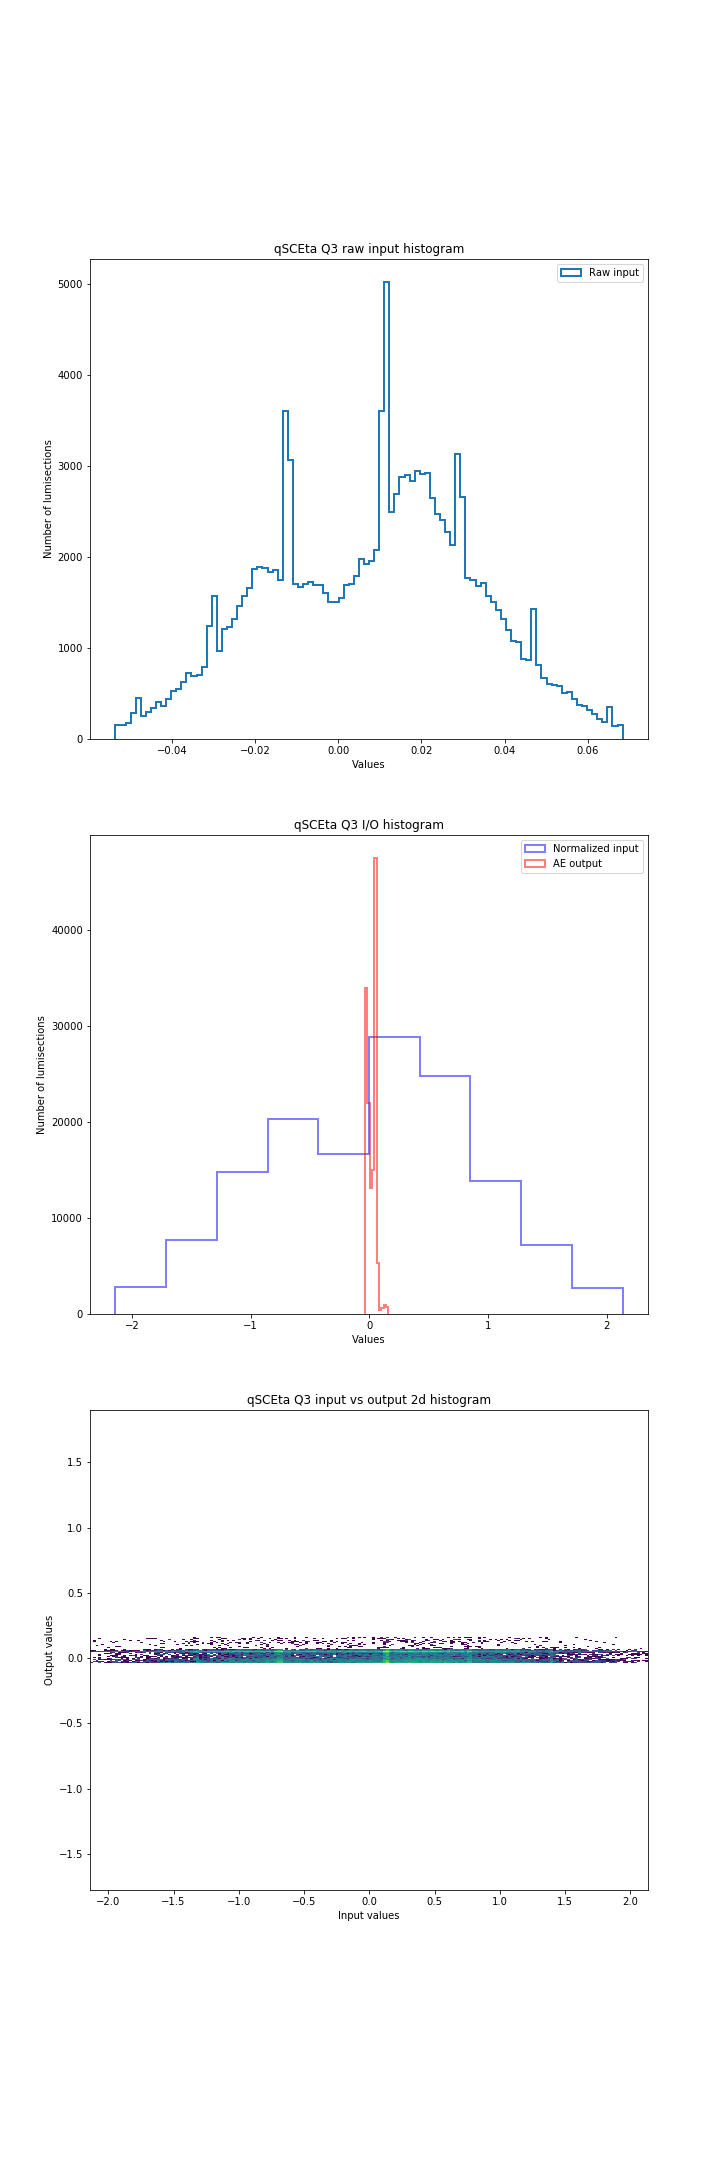 qSCEta Q3 raw input histogram
Raw input
5000
4000
3000
2000
1000
0
Number of lumisections
−0.04 −0.02 0.00 0.02 0.04 0.06
Values
qSCEta Q3 I/O histogram
Normalized input
AE output
40000
30000
20000
10000
0
Number of lumisections
−2 −1 0 1 2
Values
qSCEta Q3 input vs output 2d histogram
1.5
1.0
0.5
0.0
−0.5
−1.0
−1.5
Output values
−2.0 −1.5 −1.0 −0.5 0.0 0.5 1.0 1.5 2.0
Input values